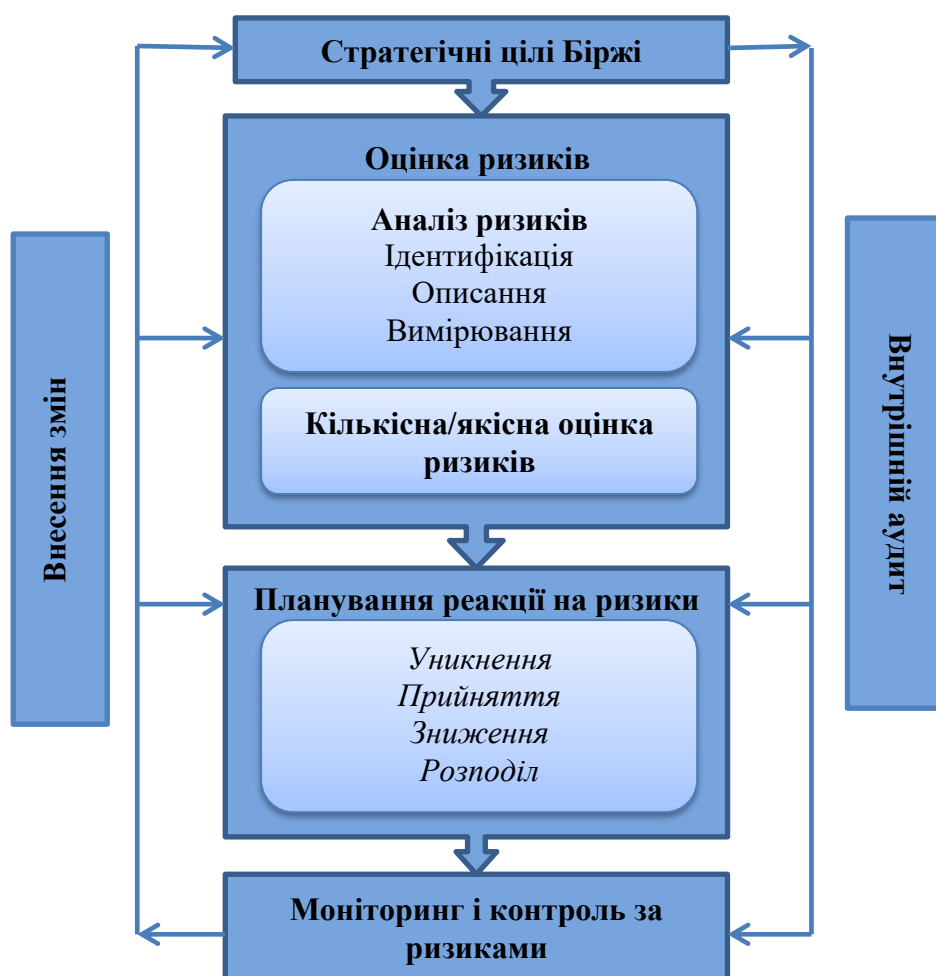 Стратегічні цілі Біржі
Оцінка ризиків
Аналіз ризиків
Ідентифікація
Описання
Вимірювання
Кількісна/якісна оцінка
ризиків
Планування реакції на ризики
Уникнення
Прийняття
Зниження
Розподіл
Моніторинг і контроль за
ризиками
Внесення змін
Внутрішній аудит